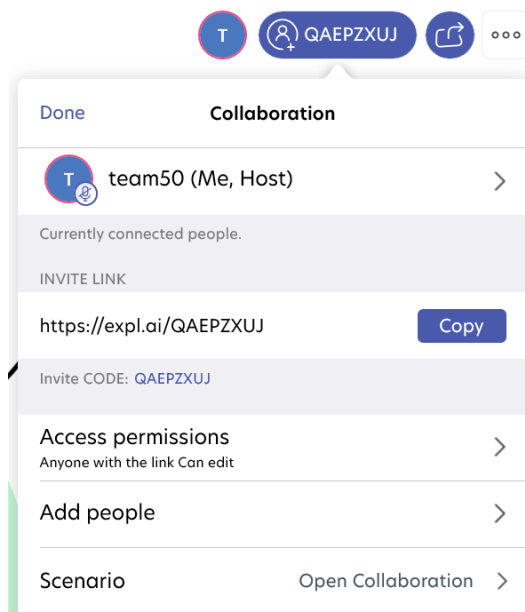 T QAEPZXUJ
Done Collaboration
T team50 (Me, Host)
Currently connected people.
INVITE LINK
https://expl.ai/QAEPZXUJ Copy
Invite CODE: QAEPZXUJ
Access permissions
Anyone with the link Can edit
Add people
Scenario Open Collaboration